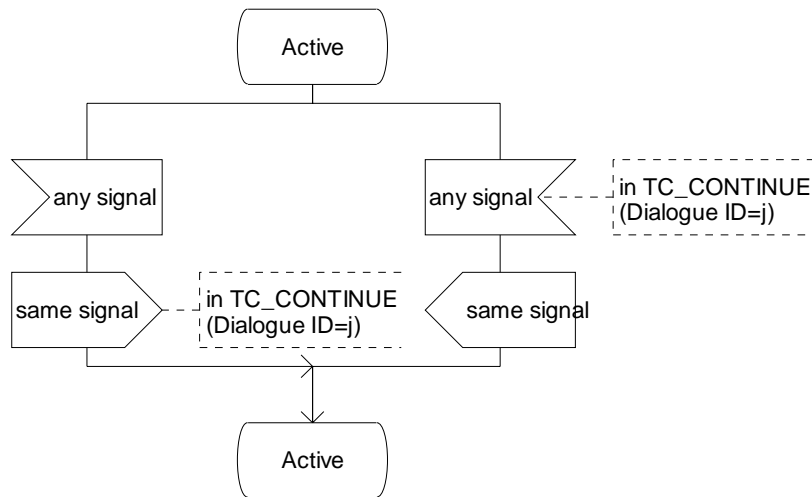 Active
any signal
any signal
in TC_CONTINUE
(Dialogue ID=j)
same signal
in TC_CONTINUE
(Dialogue ID=j)
same signal
Active